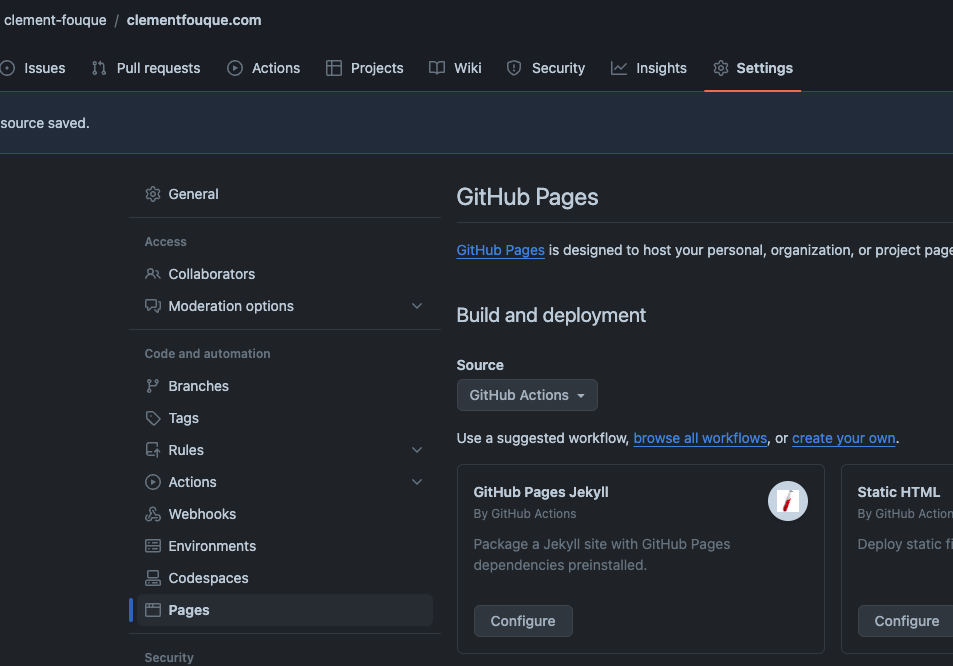 clement-fouque / clementfouque.com
Issues Pull requests Actions Projects Wiki Security Insights Settings
source saved.
General
Access
Collaborators
Moderation options
Code and automation
Branches
Tags
Rules
Actions
Webhooks
Environments
Codespaces
Pages
Security
GitHub Pages
GitHub Pages is designed to host your personal, organization, or project page
Build and deployment
Source
GitHub Actions
Use a suggested workflow, browse all workflows, or create your own.
GitHub Pages Jekyll
By GitHub Actions
Package a Jekyll site with GitHub Pages
dependencies preinstalled.
Configure
Static HTML
By GitHub Action
Deploy static fi
Configure